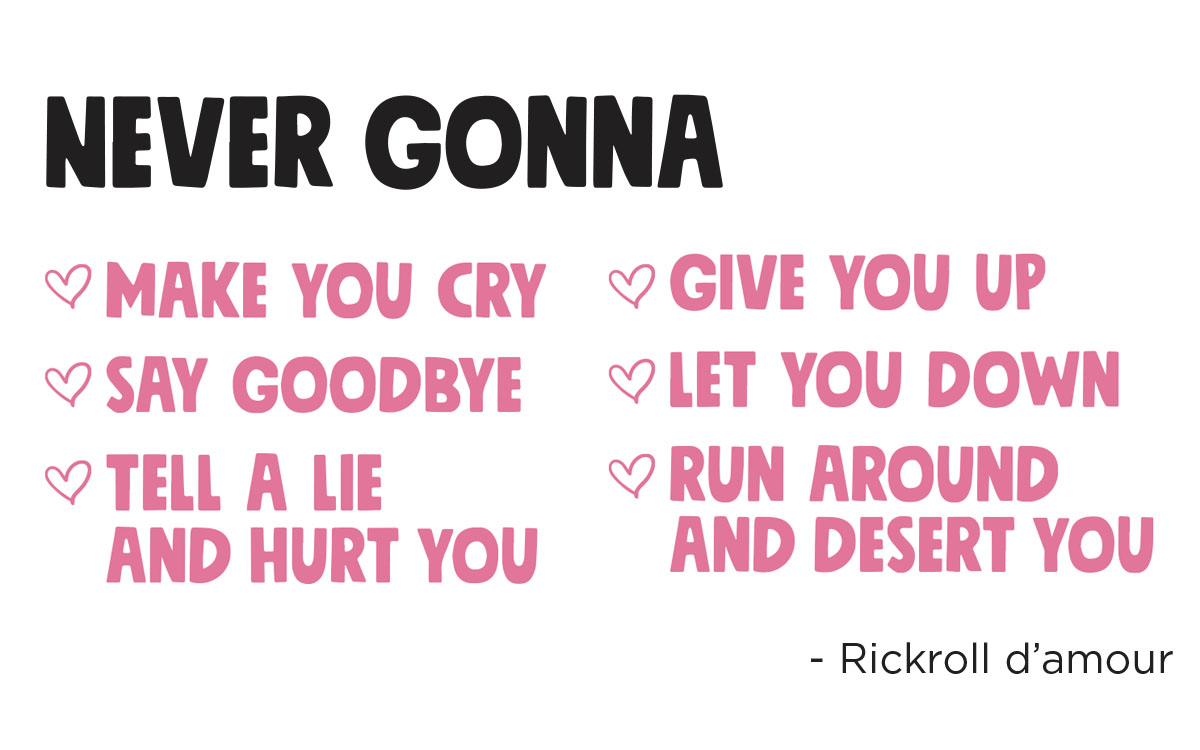 NEVER GONNA
MAKE YOU CRY
SAY GOODBYE
TELL A LIE
AND HURT YOU
GIVE YOU UP
LET YOU DOWN
RUN AROUND
AND DESERT YOU
- Rickroll d’amour